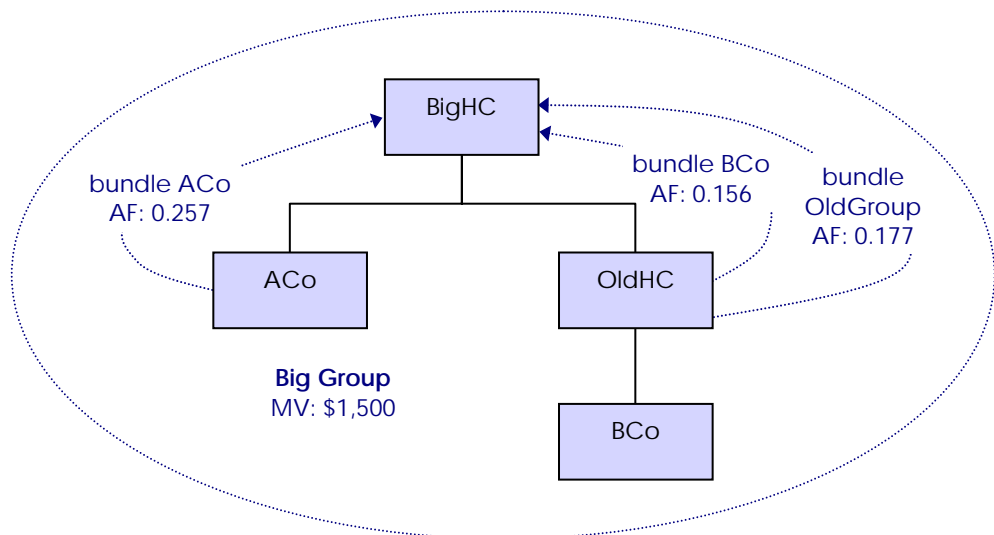 BigHC
bundle ACo
AF: 0.257
bundle BCo
AF: 0.156
bundle
OldGroup
AF: 0.177
ACo
OldHC
Big Group
MV: $1,500
BCo